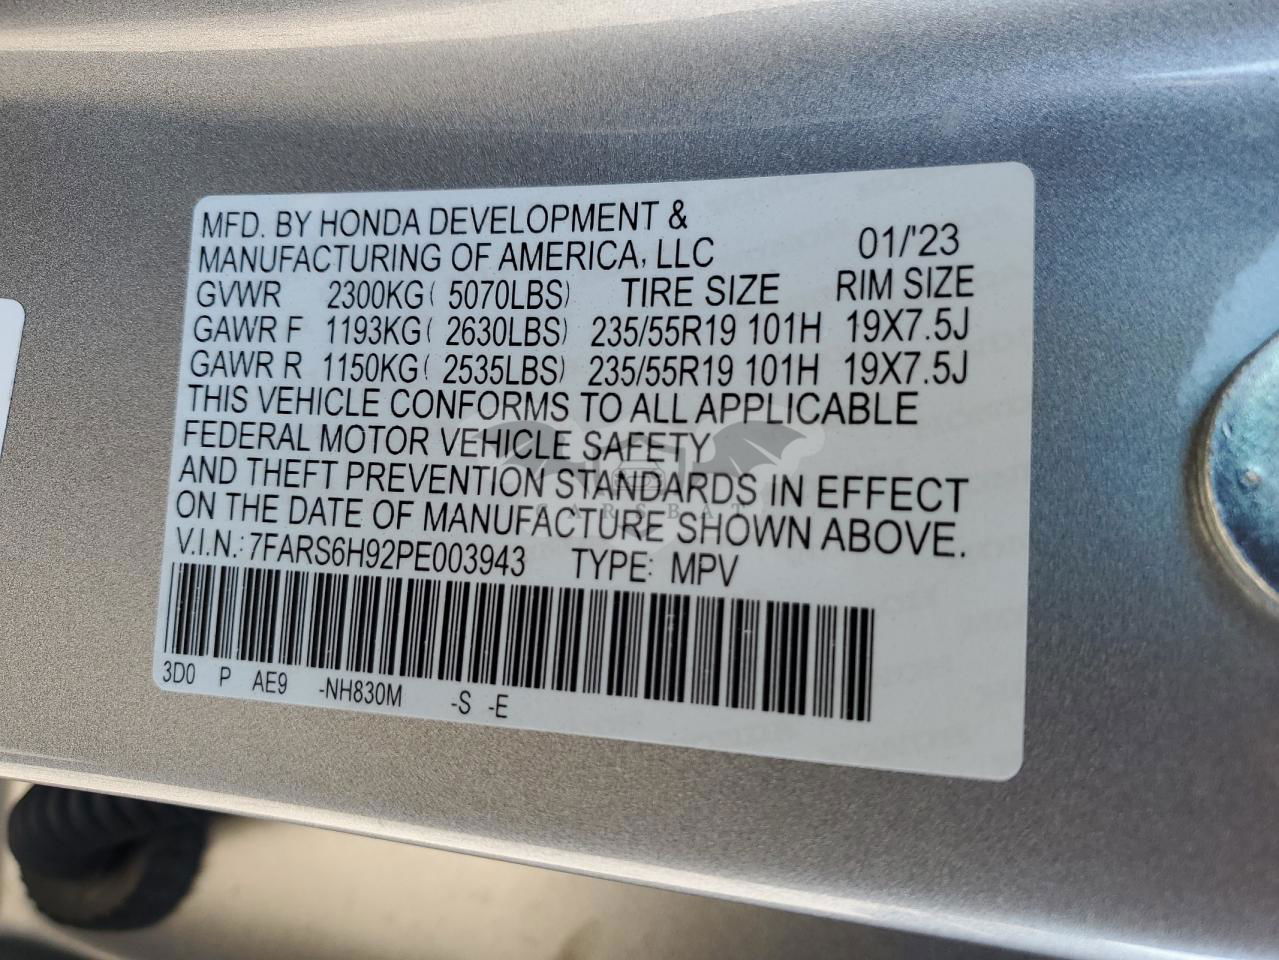 MFD. BY HONDA DEVELOPMENT &
MANUFACTURING OF AMERICA, LLC 01/'23
GVWR 2300KG( 5070LBS) TIRE SIZE RIM SIZE
GAWR F 1193KG( 2630LBS) 235/55R19 101H 19X7.5J
GAWR R 1150KG( 2535LBS) 235/55R19 101H 19X7.5J
THIS VEHICLE CONFORMS TO ALL APPLICABLE
FEDERAL MOTOR VEHICLE SAFETY
AND THEFT PREVENTION STANDARDS IN EFFECT
ON THE DATE OF MANUFACTURE SHOWN ABOVE.
V.I.N.: 7FARS6H92PE003943 TYPE: MPV
3D0 P AE9 -NH830M -S -E
CARSBAT